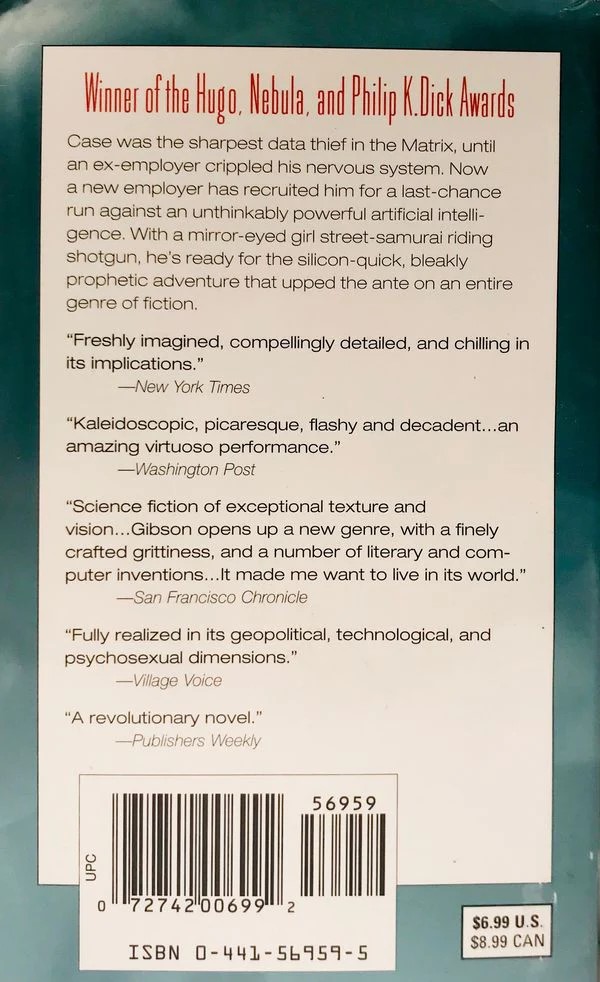 Winner of the Hugo, Nebula, and Philip K. Dick Awards
Case was the sharpest data thief in the Matrix, until
an ex-employer crippled his nervous system. Now
a new employer has recruited him for a last-chance
run against an unthinkably powerful artificial intelli-
gence. With a mirror-eyed girl street-samurai riding
shotgun, he's ready for the silicon-quick, bleakly
prophetic adventure that upped the ante on an entire
genre of fiction.
“Freshly imagined, compellingly detailed, and chilling in
its implications.”
—New York Times
“Kaleidoscopic, picaresque, flashy and decadent...an
amazing virtuoso performance.”
—Washington Post
“Science fiction of exceptional texture and
vision...Gibson opens up a new genre, with a finely
crafted grittiness, and a number of literary and com-
puter inventions...It made me want to live in its world.”
—San Francisco Chronicle
“Fully realized in its geopolitical, technological, and
psychosexual dimensions.”
—Village Voice
“A revolutionary novel.”
—Publishers Weekly
56959
UPC
0 72742 00699 2
ISBN 0-441-56959-5
$6.99 U.S.
$8.99 CAN